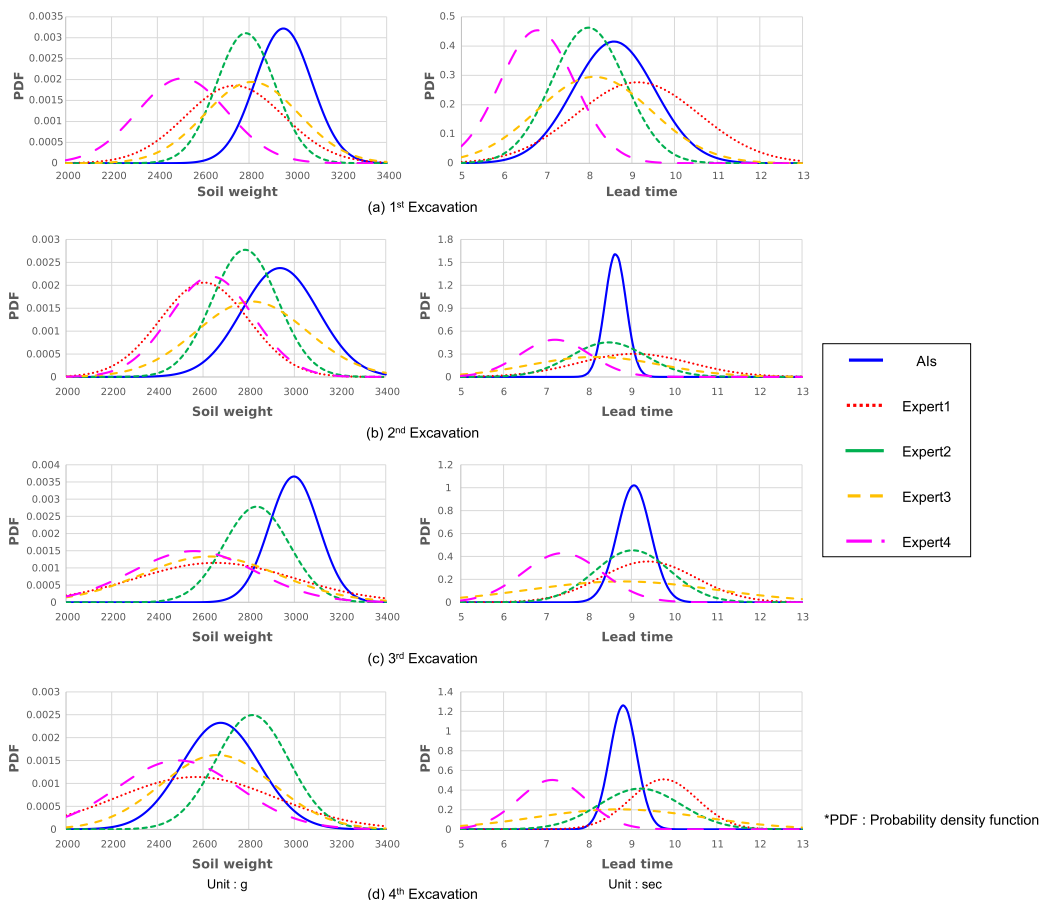 0.0035
0.003
0.0025
0.002
0.0015
0.001
0.0005
0
PDF
2000 2200 2400 2600 2800 3000 3200 3400
Soil weight
0.5
0.4
0.3
0.2
0.1
0
PDF
5 6 7 8 9 10 11 12 13
Lead time
(a) 1st Excavation
0.003
0.0025
0.002
0.0015
0.001
0.0005
0
PDF
2000 2200 2400 2600 2800 3000 3200 3400
Soil weight
1.8
1.5
1.2
0.9
0.6
0.3
0
PDF
5 6 7 8 9 10 11 12 13
Lead time
(b) 2nd Excavation
0.004
0.0035
0.003
0.0025
0.002
0.0015
0.001
0.0005
0
PDF
2000 2200 2400 2600 2800 3000 3200 3400
Soil weight
1.2
1
0.8
0.6
0.4
0.2
0
PDF
5 6 7 8 9 10 11 12 13
Lead time
(c) 3rd Excavation
0.003
0.0025
0.002
0.0015
0.001
0.0005
0
PDF
2000 2200 2400 2600 2800 3000 3200 3400
Soil weight
Unit : g
1.4
1.2
1
0.8
0.6
0.4
0.2
0
PDF
5 6 7 8 9 10 11 12 13
Lead time
Unit : sec
(d) 4th Excavation
AIs
Expert1
Expert2
Expert3
Expert4
*PDF : Probability density function